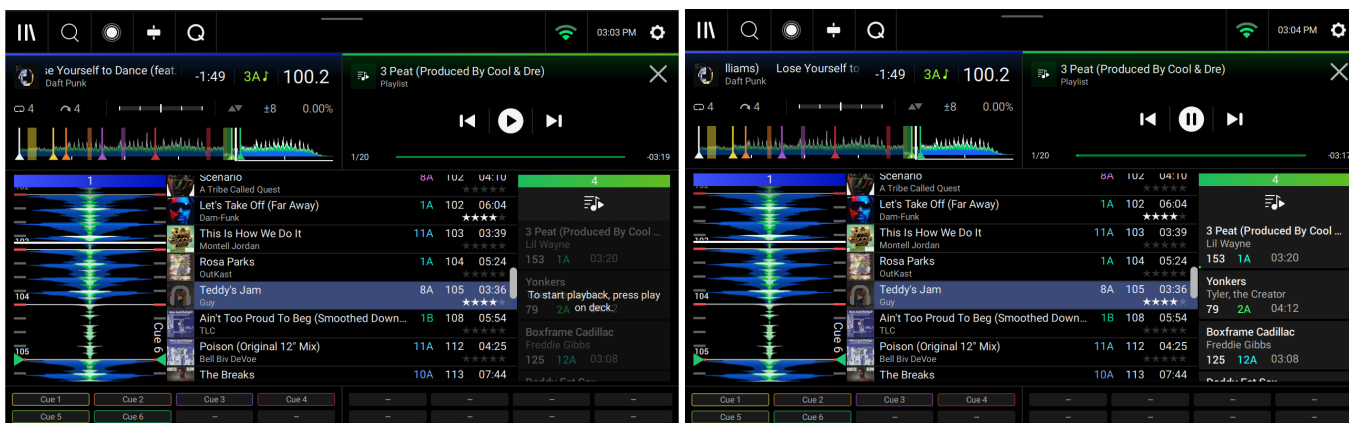 03:03 PM
se Yourself to Dance (feat.
Daft Punk
-1:49
3A
100.2
3 Peat (Produced By Cool & Dre)
Playlist
4
4
±8
0.00%
1/20
-03:19
1
102
103
104
105
Cue 6
Scenario
A Tribe Called Quest
8A 102 04:10
Let's Take Off (Far Away)
Dam-Funk
1A 102 06:04
This Is How We Do It
Montell Jordan
11A 103 03:39
Rosa Parks
OutKast
1A 104 05:24
Teddy's Jam
Guy
8A 105 03:36
Ain't Too Proud To Beg (Smoothed Down...
TLC
1B 108 05:54
Poison (Original 12" Mix)
Bell Biv DeVoe
11A 112 04:25
The Breaks
10A 113 07:44
4
3 Peat (Produced By Cool ...
Lil Wayne
153 1A 03:20
Yonkers
To start playback, press play
on deck.
79 2A
Boxframe Cadillac
Freddie Gibbs
125 12A 03:08
Cue 1 Cue 2 Cue 3 Cue 4 – – – –
Cue 5 Cue 6 – – – – – –
03:04 PM
lliams) Lose Yourself to
Daft Punk
-1:49
3A
100.2
3 Peat (Produced By Cool & Dre)
Playlist
4
4
±8
0.00%
1/20
-03:17
1
102
103
104
105
Cue 6
Scenario
A Tribe Called Quest
8A 102 04:10
Let's Take Off (Far Away)
Dam-Funk
1A 102 06:04
This Is How We Do It
Montell Jordan
11A 103 03:39
Rosa Parks
OutKast
1A 104 05:24
Teddy's Jam
Guy
8A 105 03:36
Ain't Too Proud To Beg (Smoothed Down...
TLC
1B 108 05:54
Poison (Original 12" Mix)
Bell Biv DeVoe
11A 112 04:25
The Breaks
10A 113 07:44
4
3 Peat (Produced By Cool ...
Lil Wayne
153 1A 03:20
Yonkers
Tyler, the Creator
79 2A 04:12
Boxframe Cadillac
Freddie Gibbs
125 12A 03:08
Cue 1 Cue 2 Cue 3 Cue 4 – – – –
Cue 5 Cue 6 – – – – – –